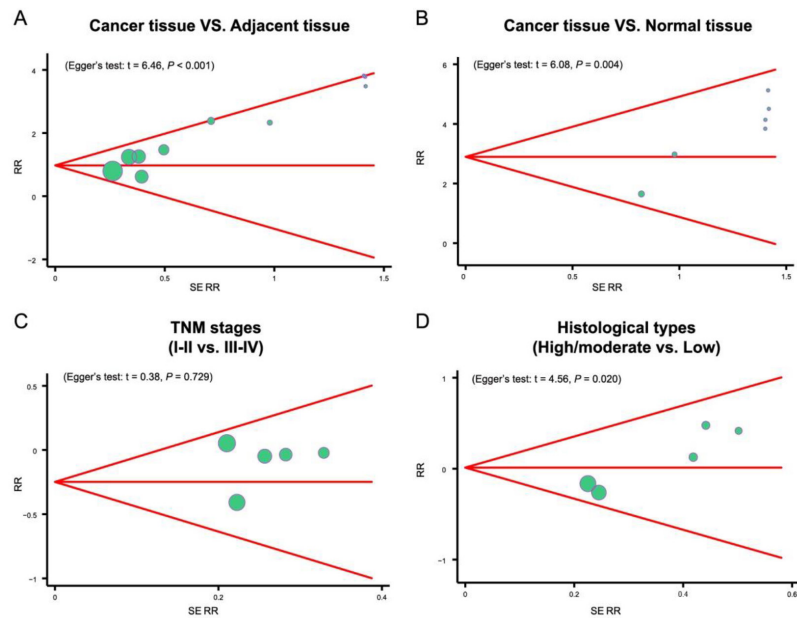 A
Cancer tissue VS. Adjacent tissue
(Egger's test: t = 6.46, P < 0.001)
4
2
0
−2
RR
0
0.5
1
1.5
SE RR
B
Cancer tissue VS. Normal tissue
(Egger's test: t = 6.08, P = 0.004)
6
4
2
0
RR
0
0.5
1
1.5
SE RR
C
TNM stages
(I-II vs. III-IV)
(Egger's test: t = 0.38, P = 0.729)
0.5
0
−0.5
−1
RR
0
0.2
0.4
SE RR
D
Histological types
(High/moderate vs. Low)
(Egger's test: t = 4.56, P = 0.020)
1
0
−1
RR
0
0.2
0.4
0.6
SE RR